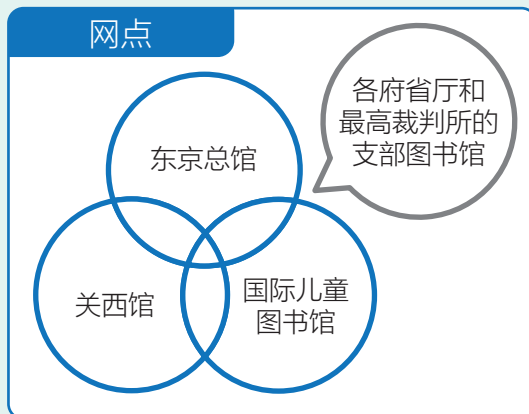 网点
各府省厅和
最高裁判所的
支部图书馆
东京总馆
关西馆
国际儿童
图书馆